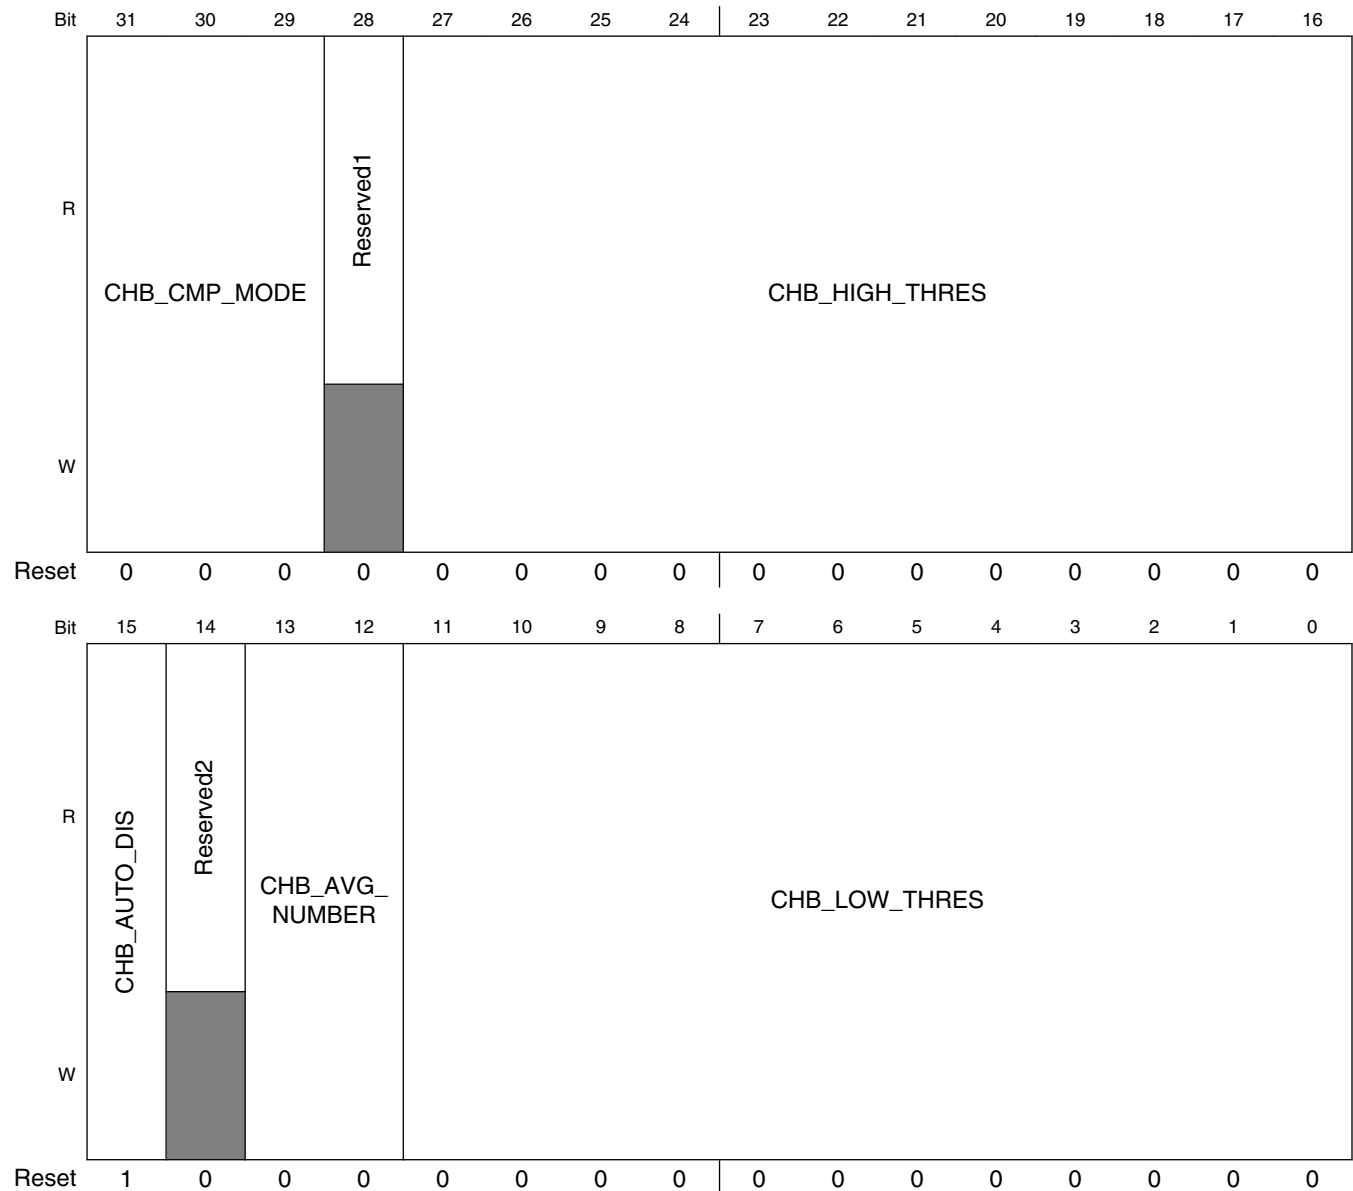 Bit 31 30 29 28 27 26 25 24 23 22 21 20 19 18 17 16
R
Reserved1
CHB_CMP_MODE CHB_HIGH_THRES
W
Reset 0 0 0 0 0 0 0 0 0 0 0 0 0 0 0 0
Bit 15 14 13 12 11 10 9 8 7 6 5 4 3 2 1 0
R
CHB_AUTO_DIS
Reserved2
CHB_AVG_
NUMBER
CHB_LOW_THRES
W
Reset 1 0 0 0 0 0 0 0 0 0 0 0 0 0 0 0